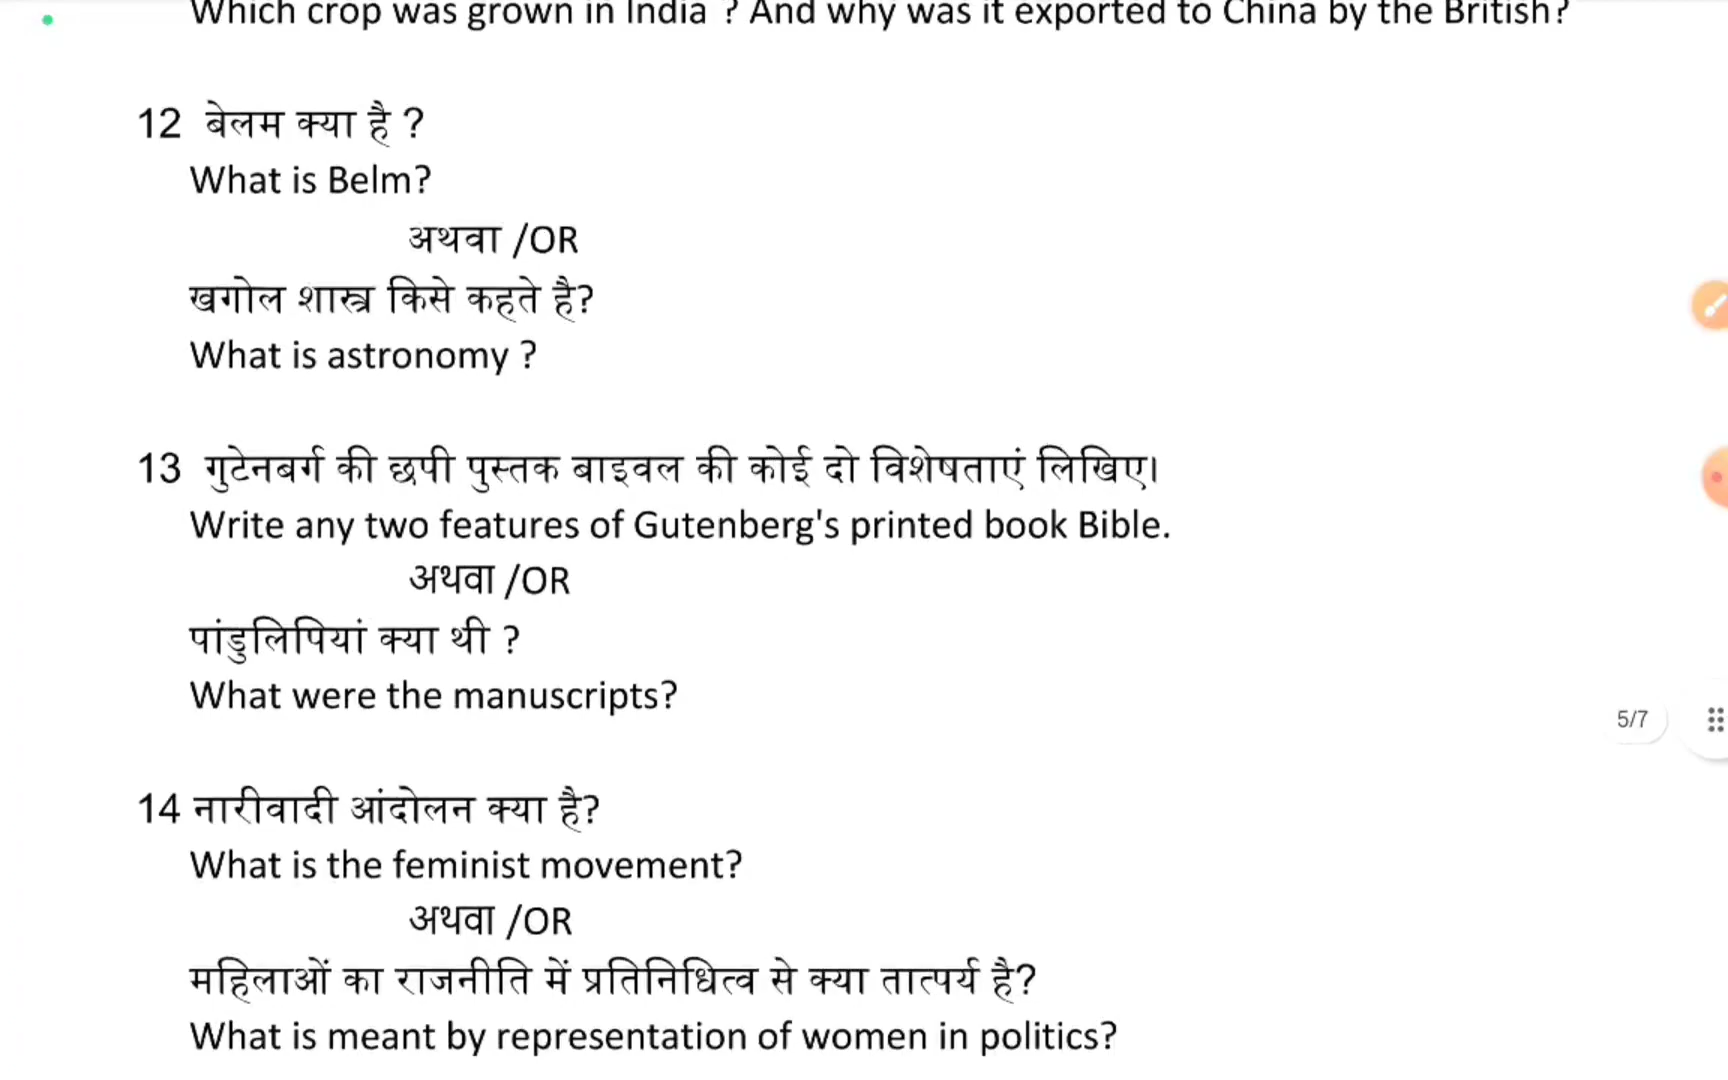 Which crop was grown in India ? And why was it exported to China by the British?
12 बेलम क्या है ?
What is Belm?
अथवा /OR
खगोल शास्त्र किसे कहते है?
What is astronomy ?
13 गुटेनबर्ग की छपी पुस्तक बाइवल की कोई दो विशेषताएं लिखिए।
Write any two features of Gutenberg's printed book Bible.
अथवा /OR
पांडुलिपियां क्या थी ?
What were the manuscripts?
5/7
14 नारीवादी आंदोलन क्या है?
What is the feminist movement?
अथवा /OR
महिलाओं का राजनीति में प्रतिनिधित्व से क्या तात्पर्य है?
What is meant by representation of women in politics?